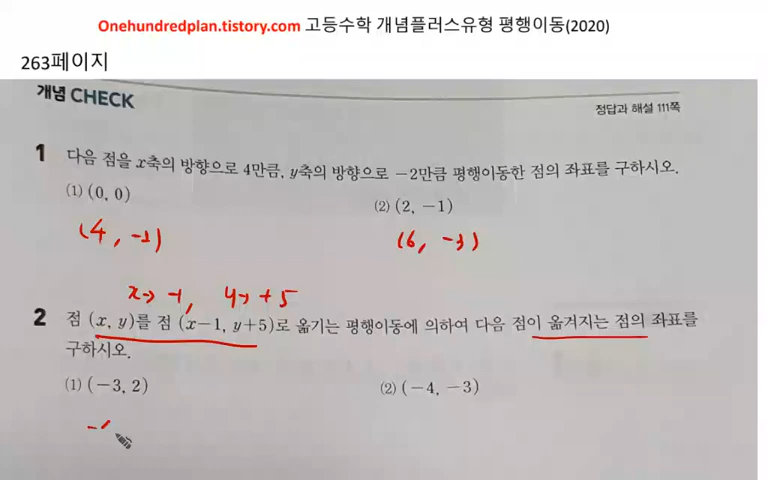 Onehundredplan.tistory.com 고등수학 개념플러스유형 평행이동(2020)
263페이지
개념 CHECK
정답과 해설 111쪽
1 다음 점을 x축의 방향으로 4만큼, y축의 방향으로 -2만큼 평행이동한 점의 좌표를 구하시오.
(1) (0, 0) (2) (2, -1)
(4, -2) (6, -3)
x→ -1, y→ +5
2 점 (x, y)를 점 (x-1, y+5)로 옮기는 평행이동에 의하여 다음 점이 옮겨지는 점의 좌표를
구하시오.
(1) (-3, 2) (2) (-4, -3)